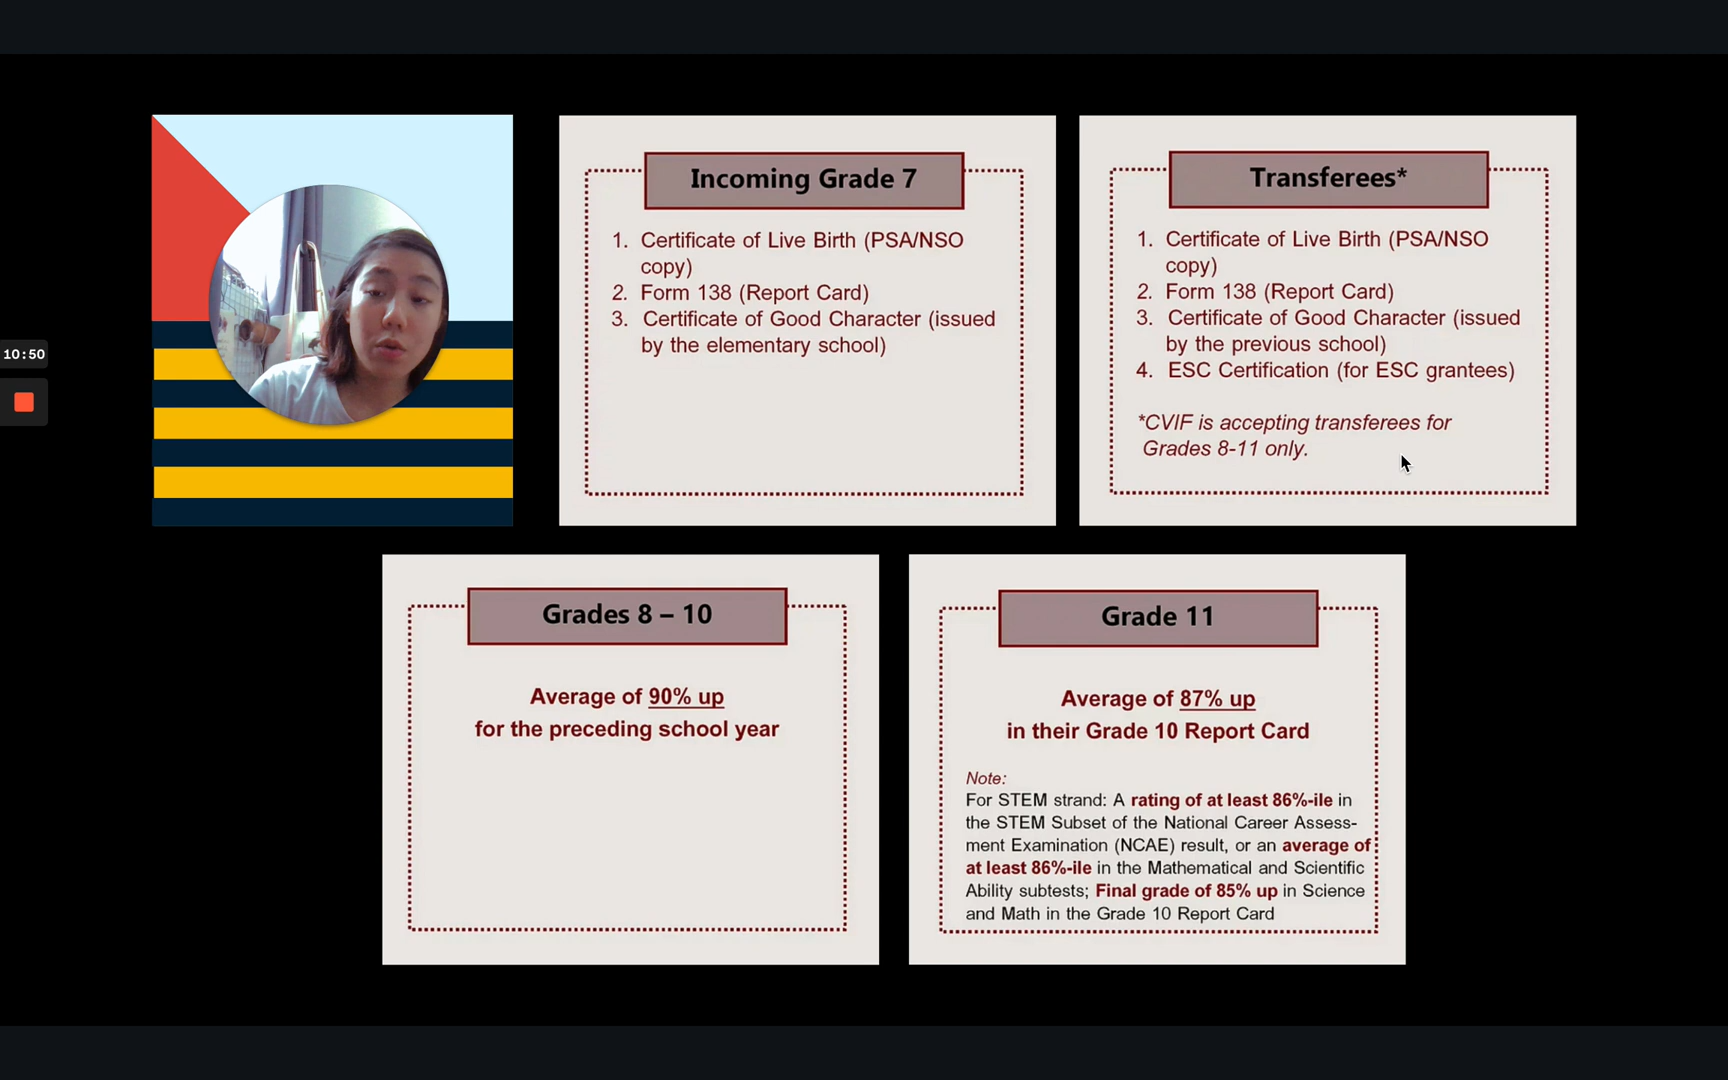 10:50
Incoming Grade 7
1. Certificate of Live Birth (PSA/NSO
copy)
2. Form 138 (Report Card)
3. Certificate of Good Character (issued
by the elementary school)
Transferees*
1. Certificate of Live Birth (PSA/NSO
copy)
2. Form 138 (Report Card)
3. Certificate of Good Character (issued
by the previous school)
4. ESC Certification (for ESC grantees)
*CVIF is accepting transferees for
Grades 8-11 only.
Grades 8 – 10
Average of 90% up
for the preceding school year
Grade 11
Average of 87% up
in their Grade 10 Report Card
Note:
For STEM strand: A rating of at least 86%-ile in
the STEM Subset of the National Career Assess-
ment Examination (NCAE) result, or an average of
at least 86%-ile in the Mathematical and Scientific
Ability subtests; Final grade of 85% up in Science
and Math in the Grade 10 Report Card